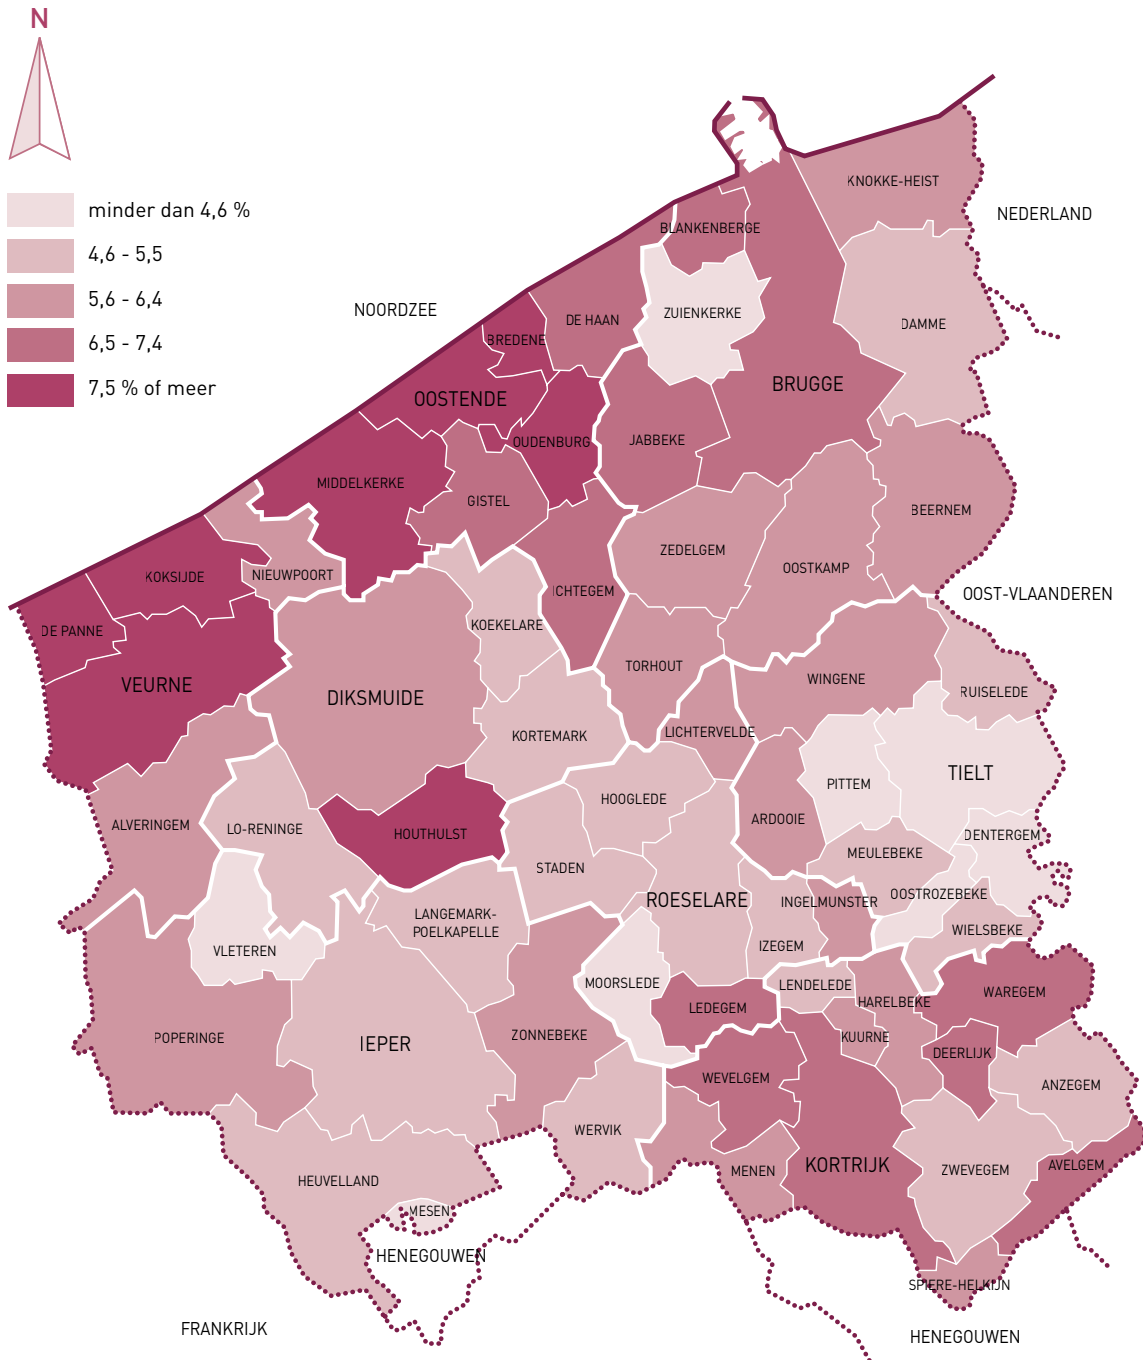 N
minder dan 4,6 %
4,6 - 5,5
5,6 - 6,4
6,5 - 7,4
7,5 % of meer
KNOKKE-HEIST
NEDERLAND
BLANKENBERGE
NOORDZEE
ZUIENKERKE
DE HAAN
DAMME
BREDENE
BRUGGE
OOSTENDE
OUDENBURG
JABBEKE
MIDDELKERKE
GISTEL
BEERNEM
ZEDELGEM
OOSTKAMP
KOKSIJDE
NIEUWPOORT
ICHTEGEM
OOST-VLAANDEREN
DE PANNE
KOEKELARE
TORHOUT
VEURNE
DIKSMUIDE
WINGENE
RUISELEDE
KORTEMARK
LICHTERVELDE
TIELT
PITTEM
HOOGLEDE
ALVERINGEM
LO-RENINGE
HOUTHULST
ARDOOIE
DENTERGEM
MEULEBEKE
STADEN
OOSTROZEBEKE
ROESELARE
INGELMUNSTER
LANGEMARK-
POELKAPELLE
WIELSBEKE
VLETEREN
IZEGEM
MOORSLEDE
LENDELEDE
WAREGEM
HARELBEKE
LEDEGEM
POPERINGE
IEPER
ZONNEBEKE
KUURNE
DEERLIJK
WEVELGEM
ANZEGEM
WERVIK
KORTRIJK
AVELGEM
MENEN
ZWEVEGEM
HEUVELLAND
MESEN
HENEGOUWEN
SPIERE-HELKIJN
FRANKRIJK
HENEGOUWEN